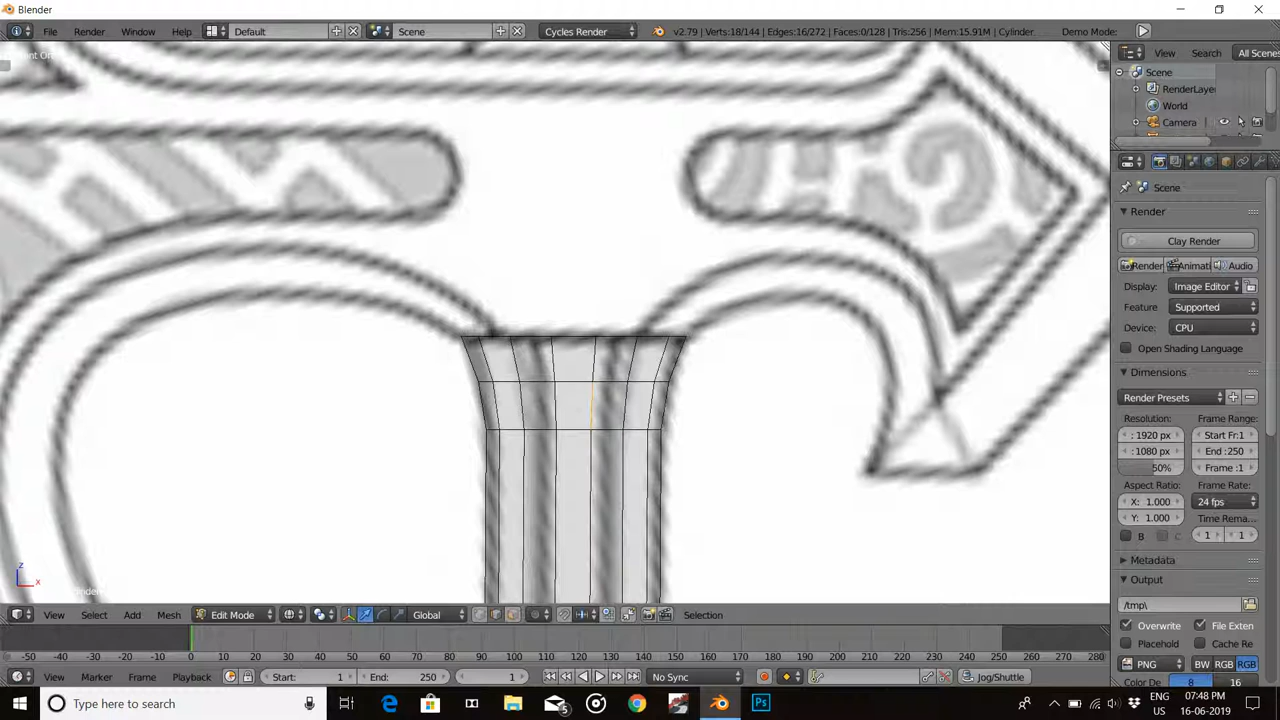 Blender
File Render Window Help Default Scene Cycles Render v2.79 | Verts:18/144 | Edges:16/272 | Faces:0/128 | Tris:256 | Mem:15.91M | Cylinder Demo Mode:
View Search All Scenes
Scene
RenderLaye
World
Camera
Scene
Render
Clay Render
Render Animati Audio
Display: Image Editor
Feature Supported
Device: CPU
Open Shading Language
Dimensions
Render Presets
Resolution: Frame Range:
: 1920 px Start Fr:1
: 1080 px End :250
50% Frame :1
Aspect Ratio: Frame Rate:
X: 1.000 24 fps
Y: 1.000 Time Rema...
B C 1 1
Metadata
Output
/tmp\
Overwrite File Exten
Placehold Cache Re
PNG BW RGB RGB
Color De 8 16
z
x
View Select Add Mesh Edit Mode Global Selection
-50 -40 -30 -20 -10 0 10 20 30 40 50 60 70 80 90 100 110 120 130 140 150 160 170 180 190 200 210 220 230 240 250 260 270 280
View Marker Frame Playback Start: 1 End: 250 1 No Sync Jog/Shuttle
Type here to search 5 ENG 07:48 PM
US 16-06-2019